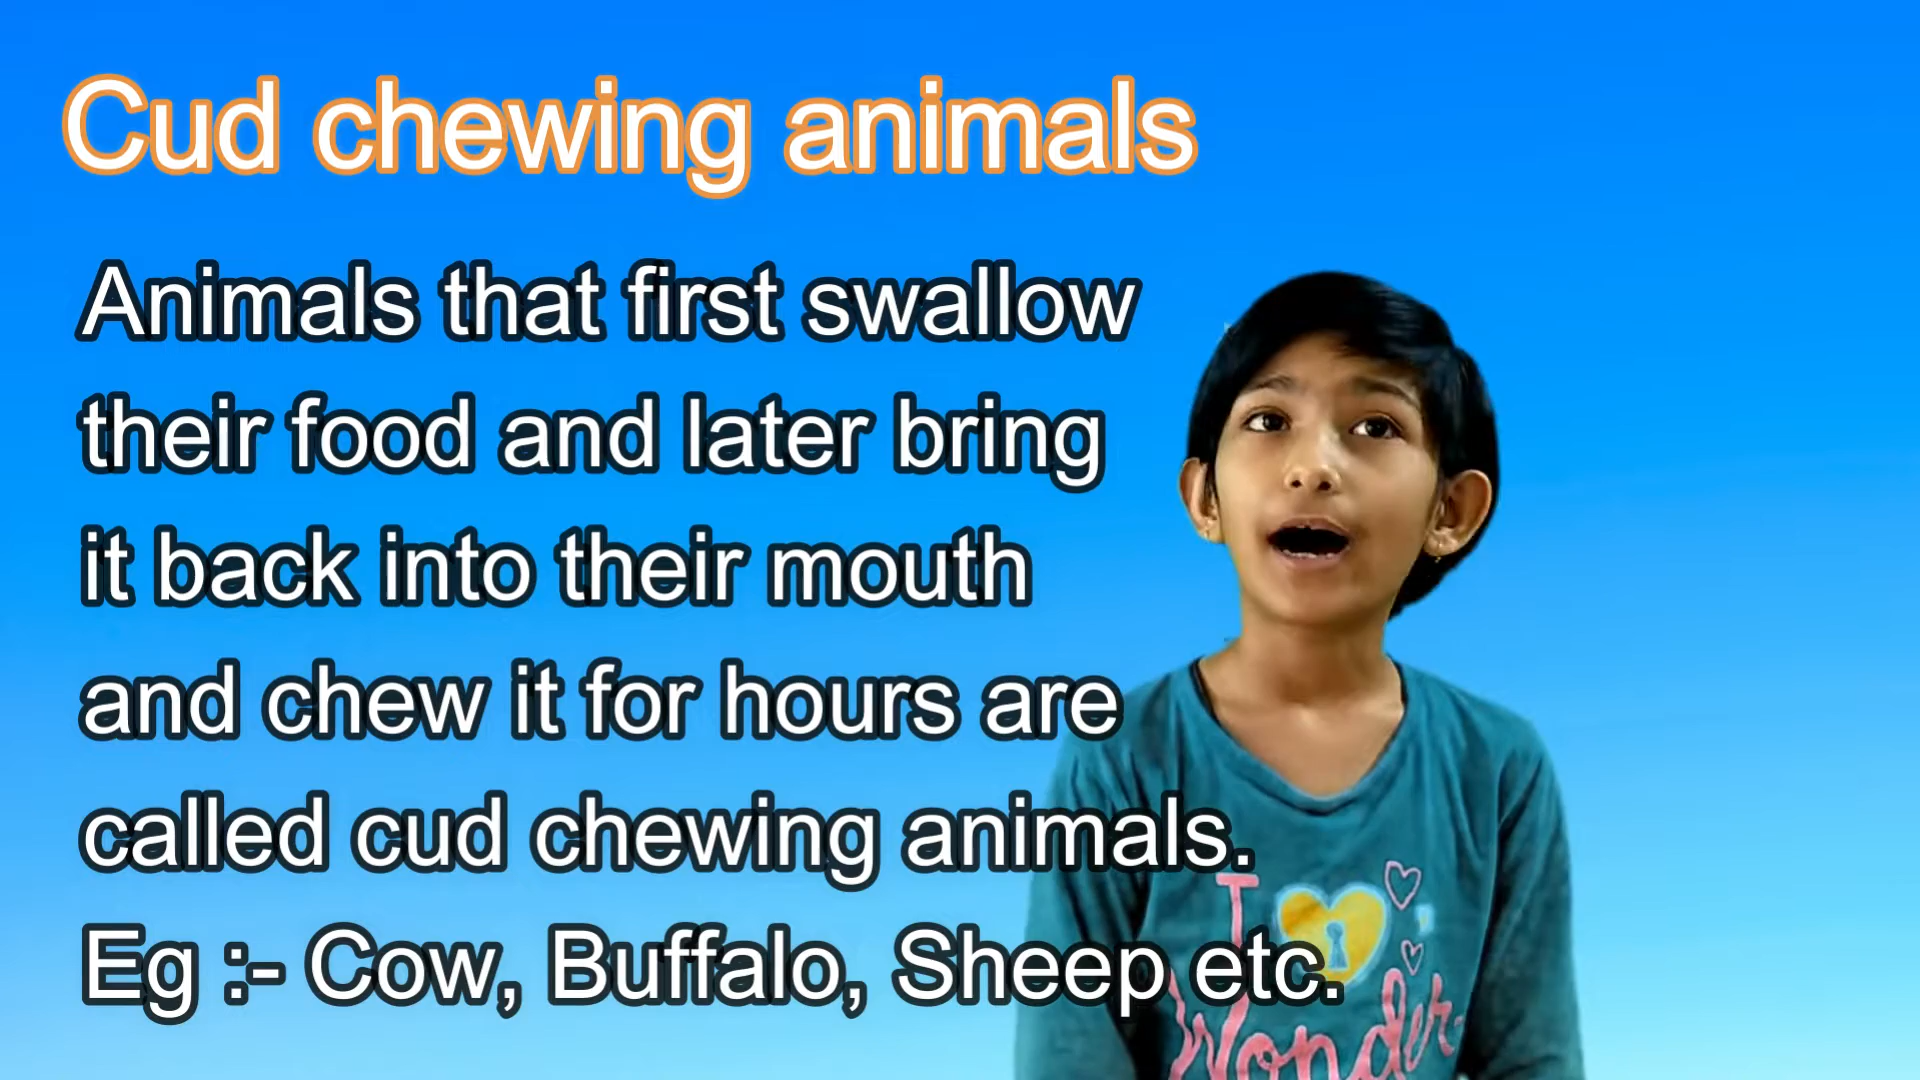 Cud chewing animals
Animals that first swallow
their food and later bring
it back into their mouth
and chew it for hours are
called cud chewing animals.
Eg :- Cow, Buffalo, Sheep etc.
I
Wonder-